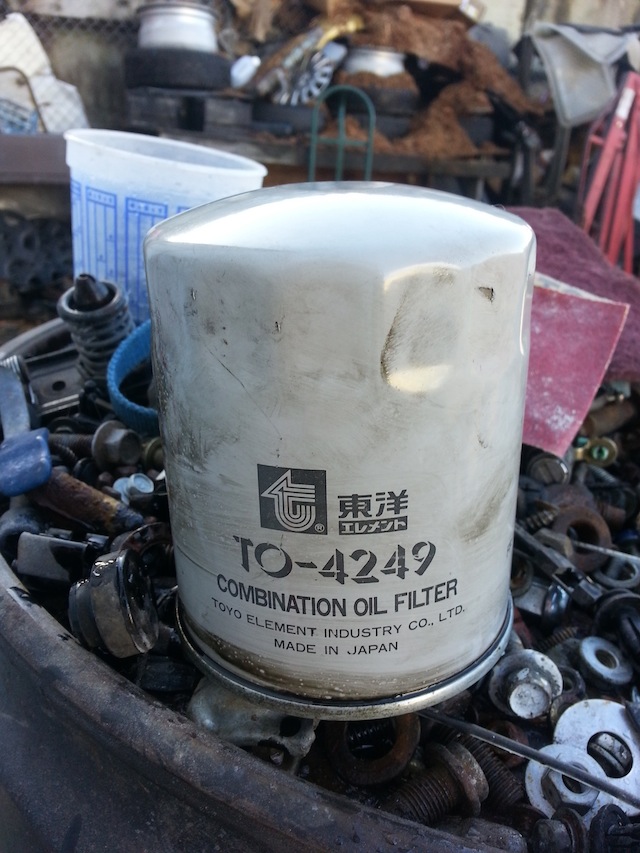 東洋
エレメント
TO-4249
COMBINATION OIL FILTER
TOYO ELEMENT INDUSTRY CO., LTD.
MADE IN JAPAN